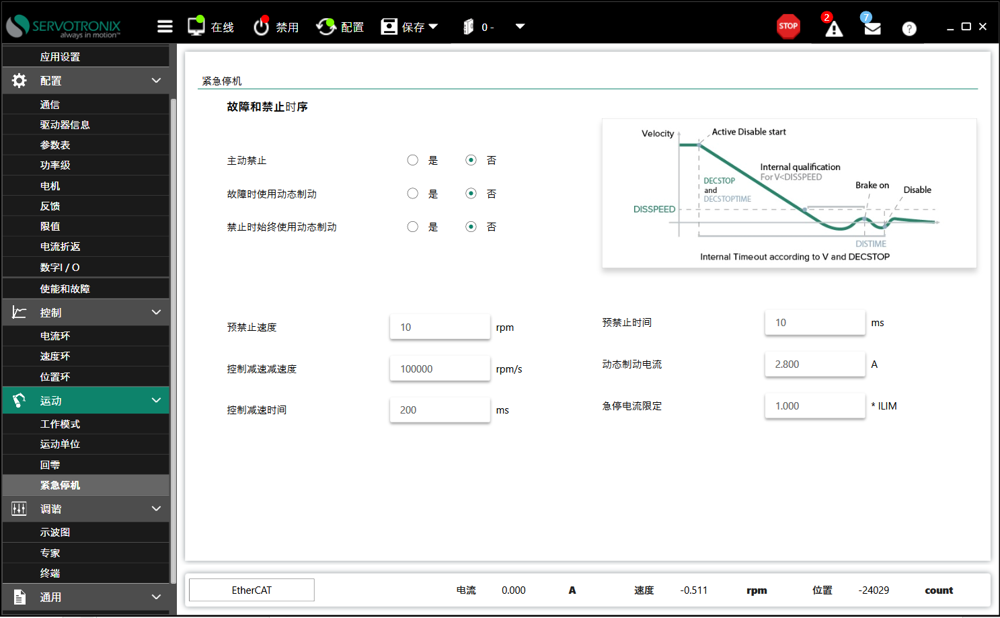 SERVOTRONIX
always in motion™
在线
禁用
配置
保存
0 -
STOP
2
7
?
应用设置
配置
通信
驱动器信息
参数表
功率级
电机
反馈
限值
电流折返
数字I / O
使能和故障
控制
电流环
速度环
位置环
运动
工作模式
运动单位
回零
紧急停机
调谐
示波图
专家
终端
通用
紧急停机
故障和禁止时序
主动禁止 是 否
故障时使用动态制动 是 否
禁止时始终使用动态制动 是 否
Velocity
Active Disable start
Internal qualification
For V<DISSPEED
DECSTOP
and
DECSTOPTIME
Brake on
Disable
DISSPEED
DISTIME
Internal Timeout according to V and DECSTOP
预禁止速度 10 rpm
控制减速减速度 100000 rpm/s
控制减速时间 200 ms
预禁止时间 10 ms
动态制动电流 2.800 A
急停电流限定 1.000 * ILIM
EtherCAT
电流 0.000 A 速度 -0.511 rpm 位置 -24029 count